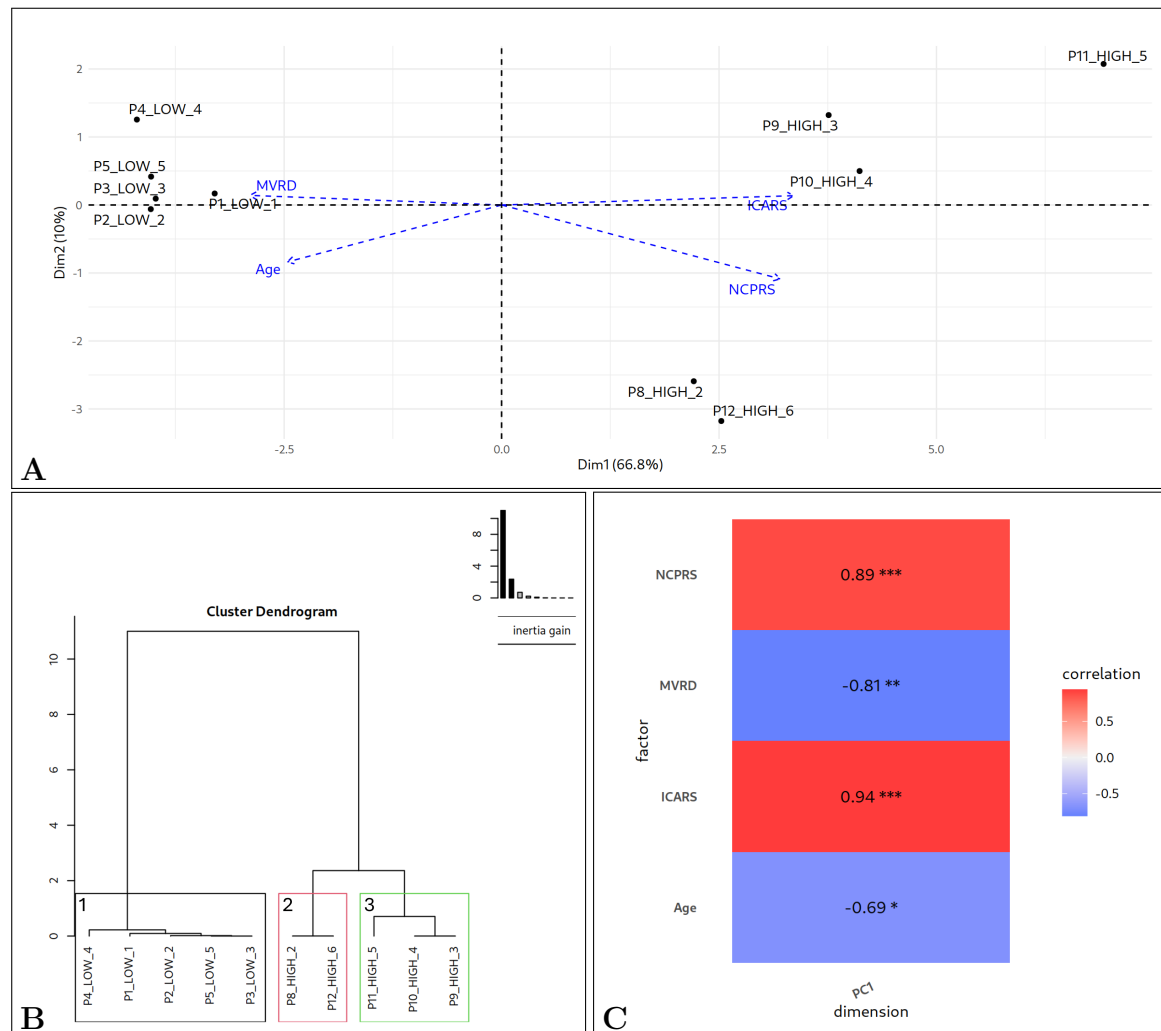 2
1
0
-1
-2
-3
Dim2 (10%)
P11_HIGH_5
P4_LOW_4
P9_HIGH_3
P5_LOW_5
P3_LOW_3
MVRD
P10_HIGH_4
P1_LOW_1
ICARS
P2_LOW_2
Age
NCPRS
P8_HIGH_2
P12_HIGH_6
-2.5
0.0
2.5
5.0
Dim1 (66.8%)
A
8
4
0
inertia gain
Cluster Dendrogram
10
8
6
4
2
0
1
2
3
P4_LOW_4
P1_LOW_1
P2_LOW_2
P5_LOW_5
P3_LOW_3
P8_HIGH_2
P12_HIGH_6
P11_HIGH_5
P10_HIGH_4
P9_HIGH_3
B
factor
NCPRS
0.89 ***
MVRD
-0.81 **
ICARS
0.94 ***
Age
-0.69 *
PC1
dimension
correlation
0.5
0.0
-0.5
C